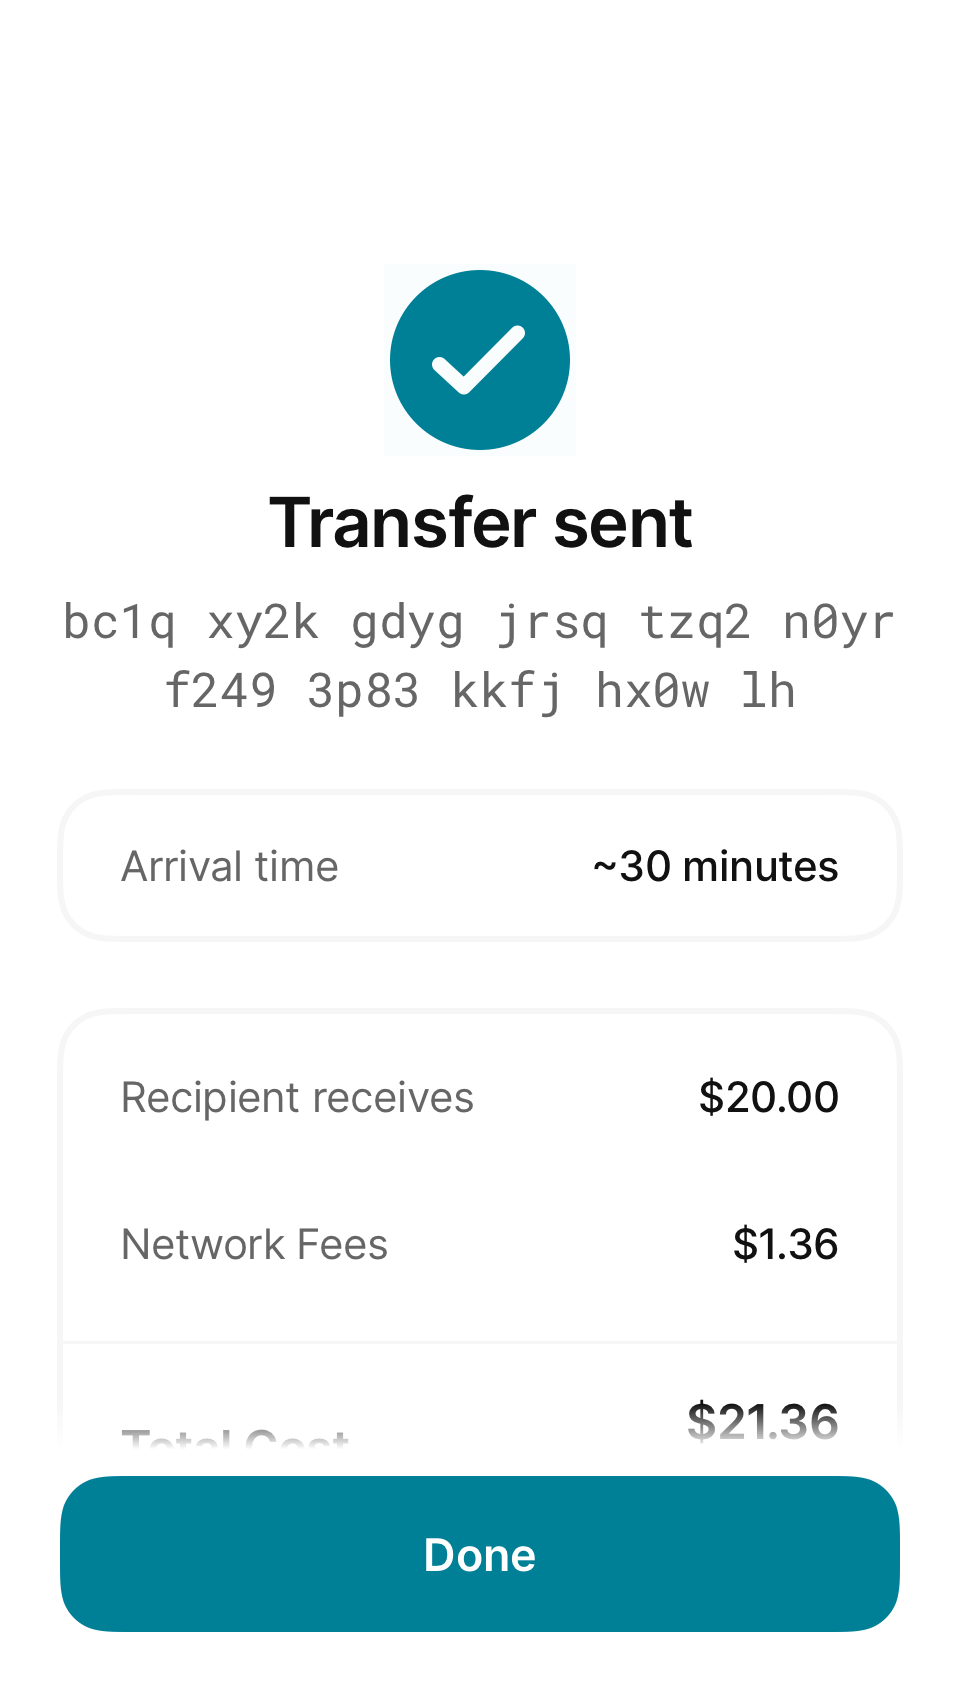 Transfer sent
bc1q xy2k gdyg jrsq tzq2 n0yr
f249 3p83 kkfj hx0w lh
Arrival time ~30 minutes
Recipient receives $20.00
Network Fees $1.36
Total Cost $21.36
Done